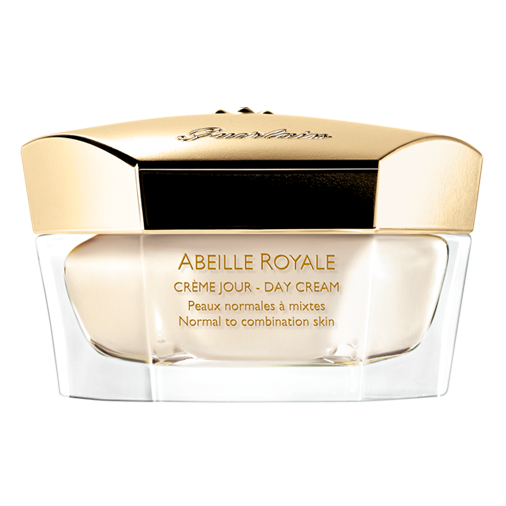 Guerlain
ABEILLE ROYALE
CRÈME JOUR - DAY CREAM
Peaux normales à mixtes
Normal to combination skin